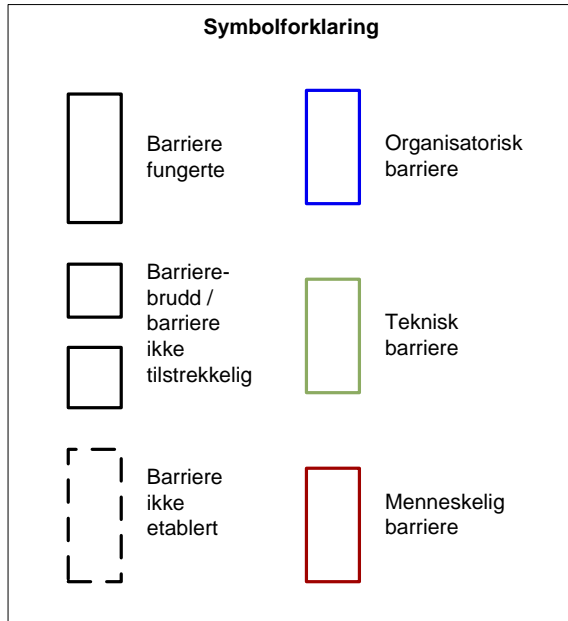 Symbolforklaring
Barriere
fungerte
Organisatorisk
barriere
Barriere-
brudd /
barriere
ikke
tilstrekkelig
Teknisk
barriere
Barriere
ikke
etablert
Menneskelig
barriere